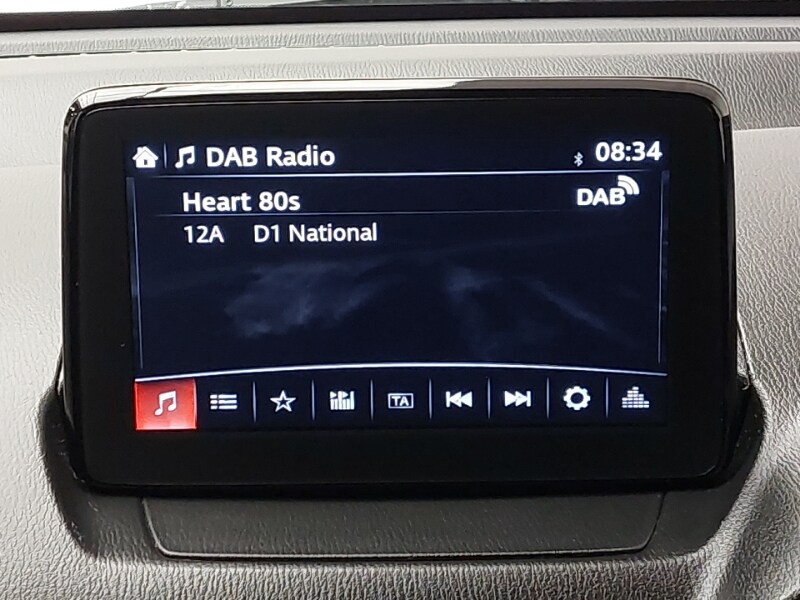 DAB Radio 08:34
Heart 80s DAB
12A D1 National
TA